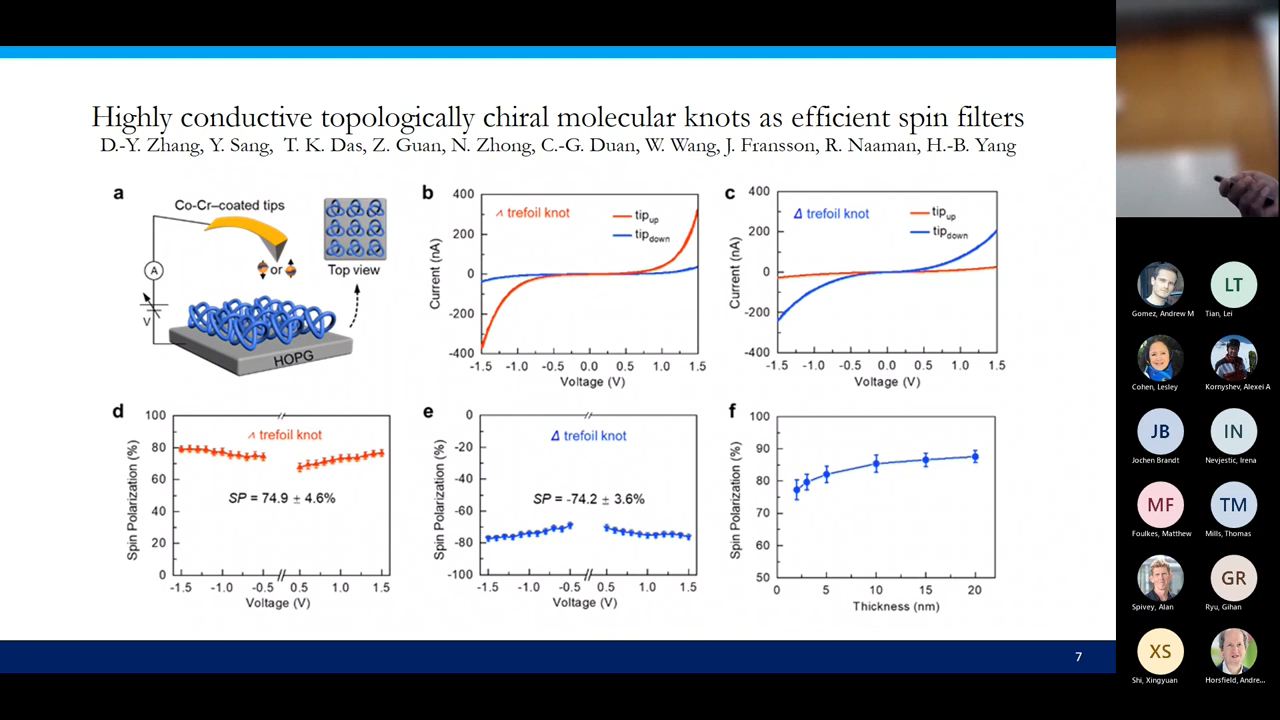 Highly conductive topologically chiral molecular knots as efficient spin filters
D.-Y. Zhang, Y. Sang, T. K. Das, Z. Guan, N. Zhong, C.-G. Duan, W. Wang, J. Fransson, R. Naaman, H.-B. Yang
a
Co-Cr–coated tips
A
or
Top view
V
HOPG
b
400
200
0
-200
-400
Current (nA)
Λ trefoil knot
tip up
tip down
-1.5 -1.0 -0.5 0.0 0.5 1.0 1.5
Voltage (V)
c
400
200
0
-200
-400
Current (nA)
Δ trefoil knot
tip up
tip down
-1.5 -1.0 -0.5 0.0 0.5 1.0 1.5
Voltage (V)
d
100
80
60
40
20
0
Spin Polarization (%)
Λ trefoil knot
SP = 74.9 ± 4.6%
-1.5 -1.0 -0.5 0.5 1.0 1.5
Voltage (V)
e
0
-20
-40
-60
-80
-100
Spin Polarization (%)
Δ trefoil knot
SP = -74.2 ± 3.6%
-1.5 -1.0 -0.5 0.5 1.0 1.5
Voltage (V)
f
100
90
80
70
60
50
Spin Polarization (%)
0 5 10 15 20
Thickness (nm)
7
Gomez, Andrew M
LT
Tian, Lei
Cohen, Lesley
Kornyshev, Alexei A
JB
Jochen Brandt
IN
Nevjestic, Irena
MF
Foulkes, Matthew
TM
Mills, Thomas
Spivey, Alan
GR
Ryu, Gihan
XS
Shi, Xingyuan
Horsfield, Andre...